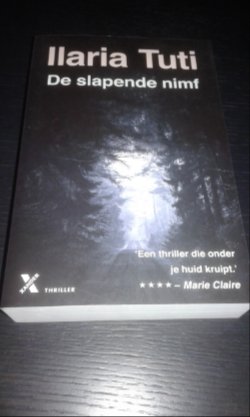 Ilaria Tuti
De slapende nimf
'Een thriller die onder
je huid kruipt.'
★★★★ – Marie Claire
X
THRILLER